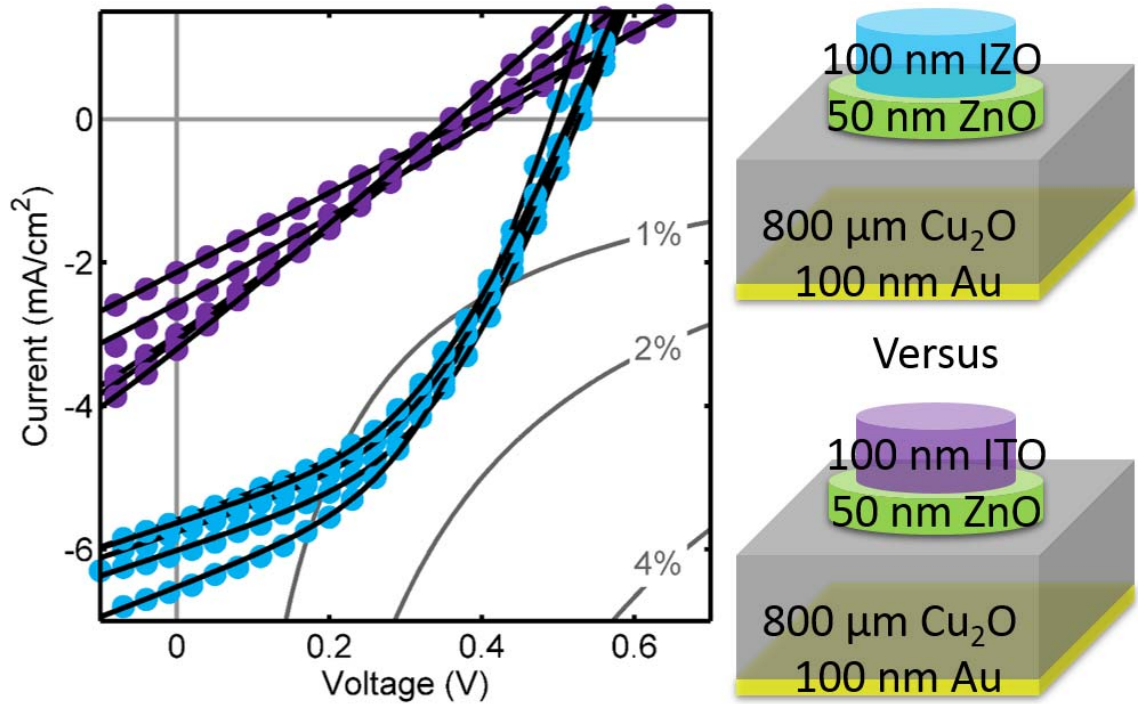 Current (mA/cm²)
0
-2
-4
-6
0
0.2
0.4
0.6
Voltage (V)
1%
2%
4%
100 nm IZO
50 nm ZnO
800 μm Cu₂O
100 nm Au
Versus
100 nm ITO
50 nm ZnO
800 μm Cu₂O
100 nm Au